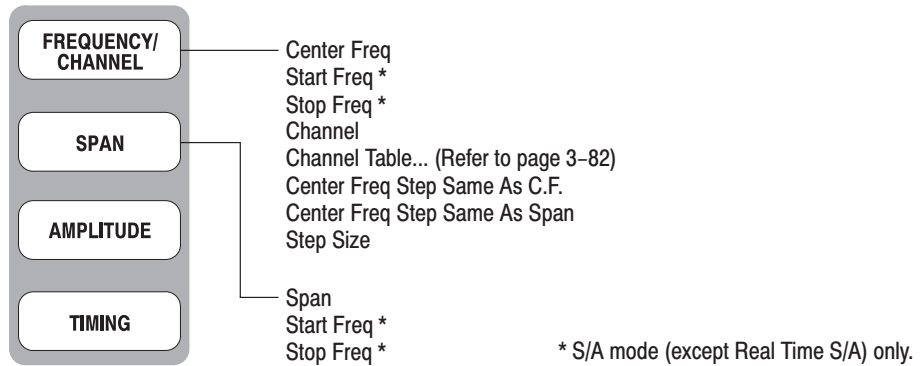 FREQUENCY/
CHANNEL
SPAN
AMPLITUDE
TIMING
Center Freq
Start Freq *
Stop Freq *
Channel
Channel Table... (Refer to page 3–82)
Center Freq Step Same As C.F.
Center Freq Step Same As Span
Step Size
Span
Start Freq *
Stop Freq *
* S/A mode (except Real Time S/A) only.